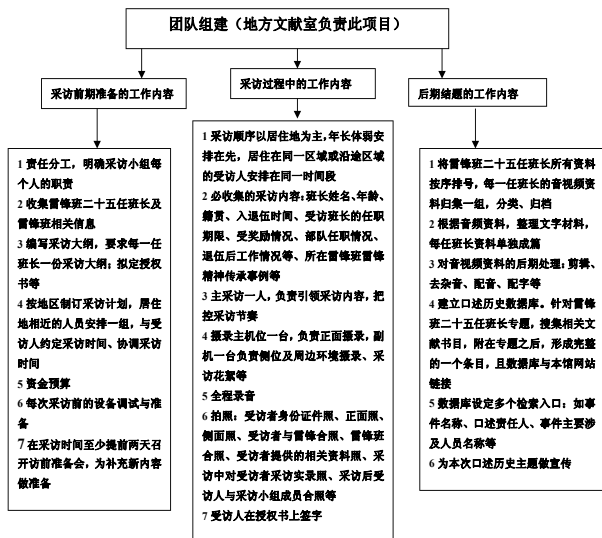 团队组建（地方文献室负责此项目）
采访前期准备的工作内容
采访过程中的工作内容
后期结题的工作内容
1 责任分工，明确采访小组每
个人的职责
2 收集雷锋班二十五任班长及
雷锋班相关信息
3 编写采访大纲，要求每一任
班长一份采访大纲；拟定授权
书等
4 按地区制订采访计划，居住
地相近的人员安排一组，与受
访人约定采访时间、协调采访
时间
5 资金预算
6 每次采访前的设备调试与准
备
7 在采访时间至少提前两天召
开访前准备会，为补充新内容
做准备
1 采访顺序以居住地为主，年长体弱安
排在先，居住在同一区域或沿途区域
的受访人安排在同一时间段
2 必收集的采访内容：班长姓名、年龄、
籍贯、入退伍时间、受访班长的任职
期限、受奖励情况、部队任职情况、
退伍后工作情况等、所在雷锋班雷锋
精神传承事例等
3 主采访一人，负责引领采访内容，把
控采访节奏
4 摄录主机位一台，负责正面摄录，副
机一台负责侧位及周边环境摄录、采
访花絮等
5 全程录音
6 拍照：受访者身份证件照、正面照、
侧面照、受访者与雷锋合照、雷锋班
合照、受访者提供的相关资料照、采
访中对受访者采访实录照、采访后受
访人与采访小组成员合照等
7 受访人在授权书上签字
1 将雷锋班二十五任班长所有资料
按序排号，每一任班长的音视频资
料归集一组，分类、归档
2 根据音频资料，整理文字材料，
每任班长资料单独成篇
3 对音视频资料的后期处理：剪辑、
去杂音、配音、配字等
4 建立口述历史数据库。针对雷锋
班二十五任班长专题，搜集相关文
献书目，附在专题之后，形成完整
的一个条目，且数据库与本馆网站
链接
5 数据库设定多个检索入口：如事
件名称、口述责任人、事件主要涉
及人员名称等
6 为本次口述历史主题做宣传